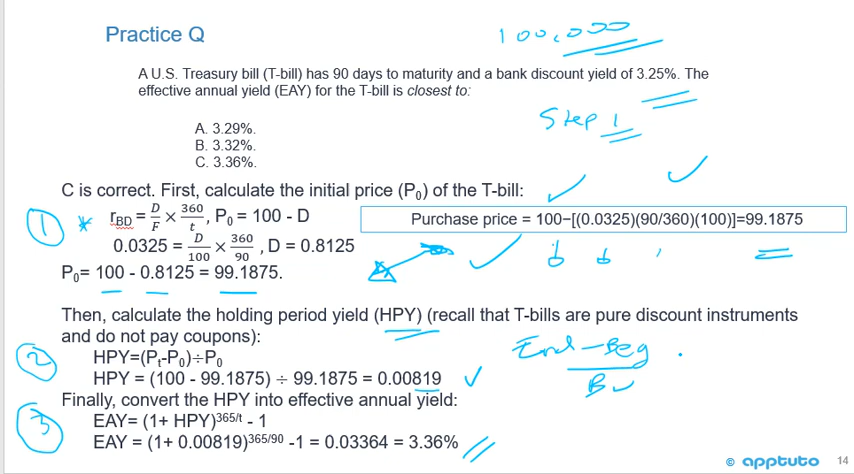 Practice Q
100,000
A U.S. Treasury bill (T-bill) has 90 days to maturity and a bank discount yield of 3.25%. The
effective annual yield (EAY) for the T-bill is closest to:
Step 1
A. 3.29%.
B. 3.32%.
C. 3.36%.
C is correct. First, calculate the initial price (P₀) of the T-bill:
1 * r_BD = D/F × 360/t, P₀ = 100 - D
Purchase price = 100−[(0.0325)(90/360)(100)]=99.1875
0.0325 = D/100 × 360/90, D = 0.8125
P₀= 100 - 0.8125 = 99.1875.
Then, calculate the holding period yield (HPY) (recall that T-bills are pure discount instruments
and do not pay coupons):
2
HPY=(Pₜ-P₀)÷P₀
End - Beg
HPY = (100 - 99.1875) ÷ 99.1875 = 0.00819
Finally, convert the HPY into effective annual yield:
3
EAY= (1+ HPY)^365/t - 1
EAY = (1+ 0.00819)^365/90 -1 = 0.03364 = 3.36%
© apptuto 14